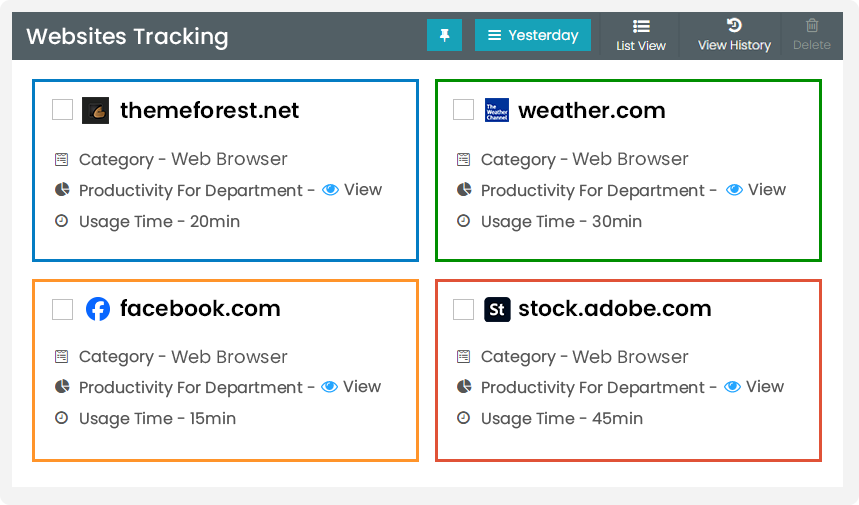 Websites Tracking
Yesterday
List View
View History
Delete
themeforest.net
Category - Web Browser
Productivity For Department - View
Usage Time - 20min
The Weather Channel
weather.com
Category - Web Browser
Productivity For Department - View
Usage Time - 30min
facebook.com
Category - Web Browser
Productivity For Department - View
Usage Time - 15min
St
stock.adobe.com
Category - Web Browser
Productivity For Department - View
Usage Time - 45min